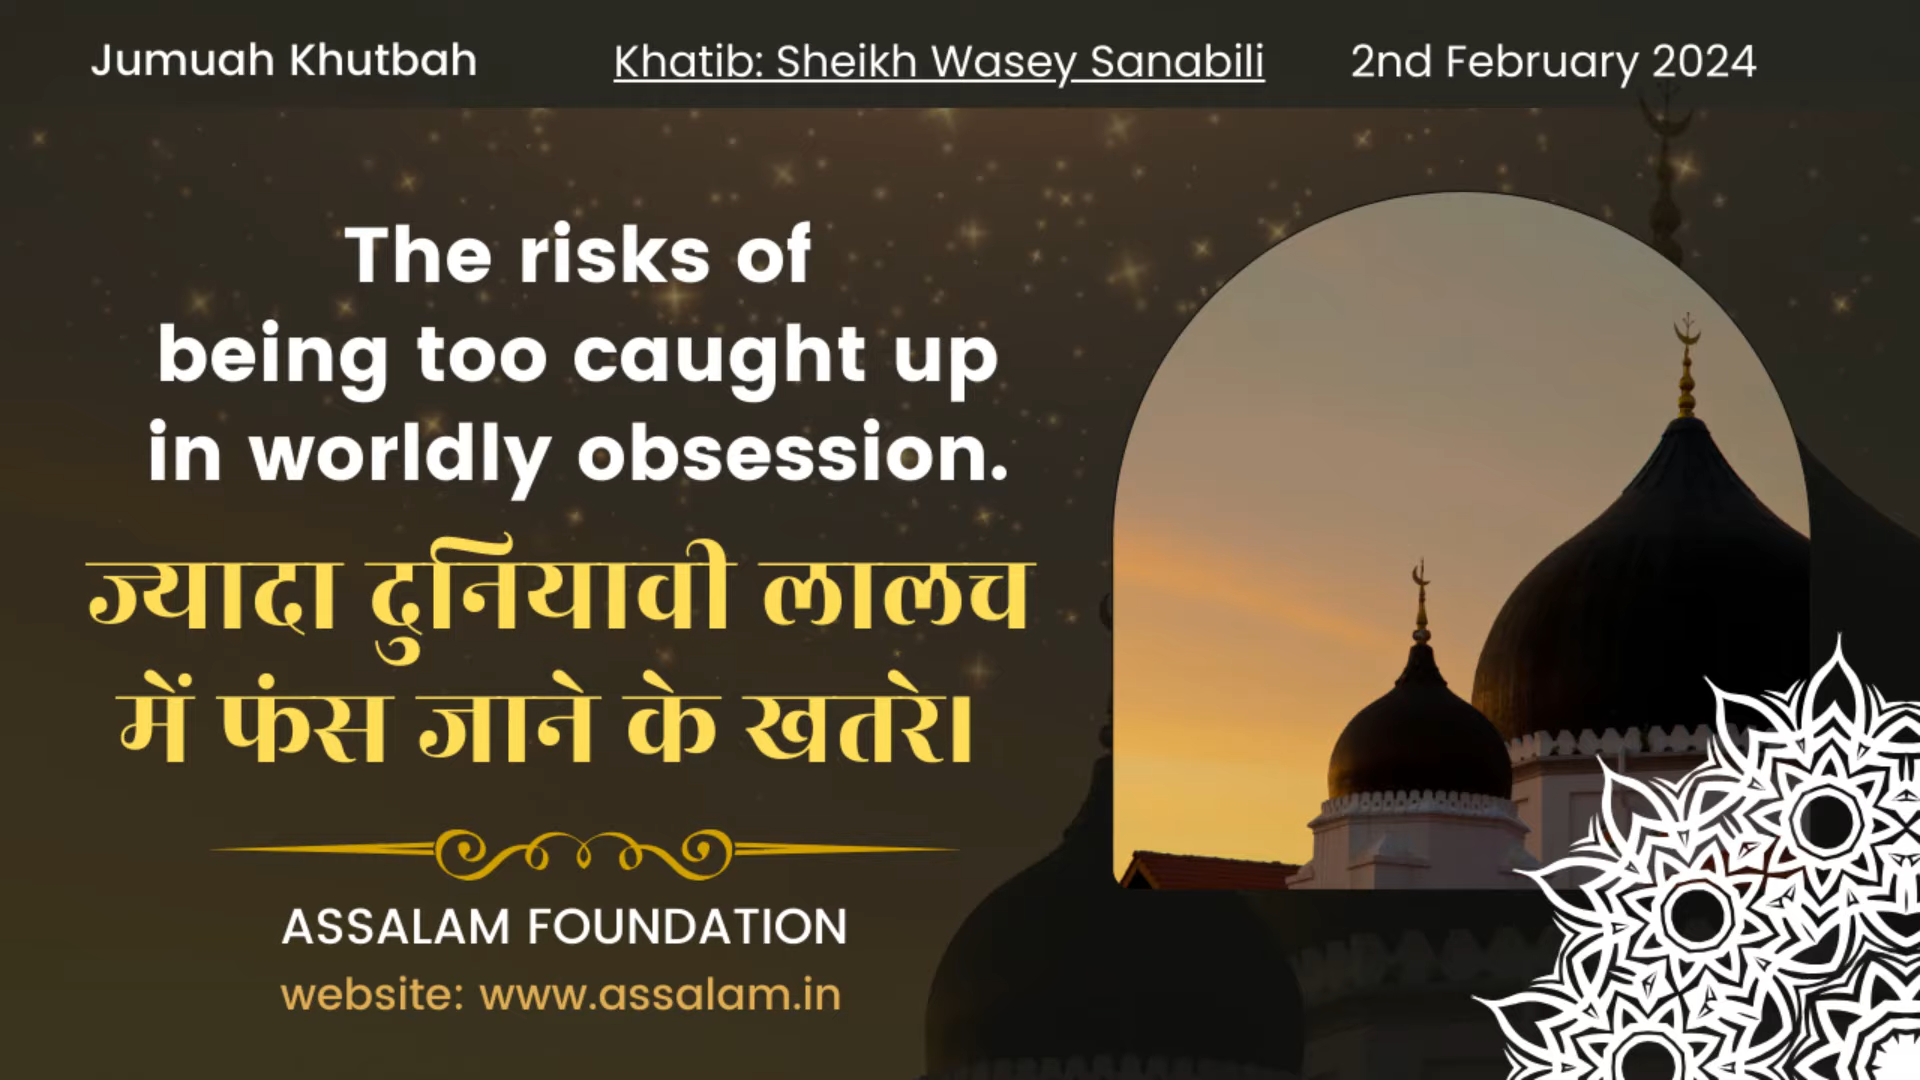 Jumuah Khutbah
Khatib: Sheikh Wasey Sanabili
2nd February 2024
The risks of
being too caught up
in worldly obsession.
ज्यादा दुनियावी लालच
में फंस जाने के खतरे।
ASSALAM FOUNDATION
website: www.assalam.in